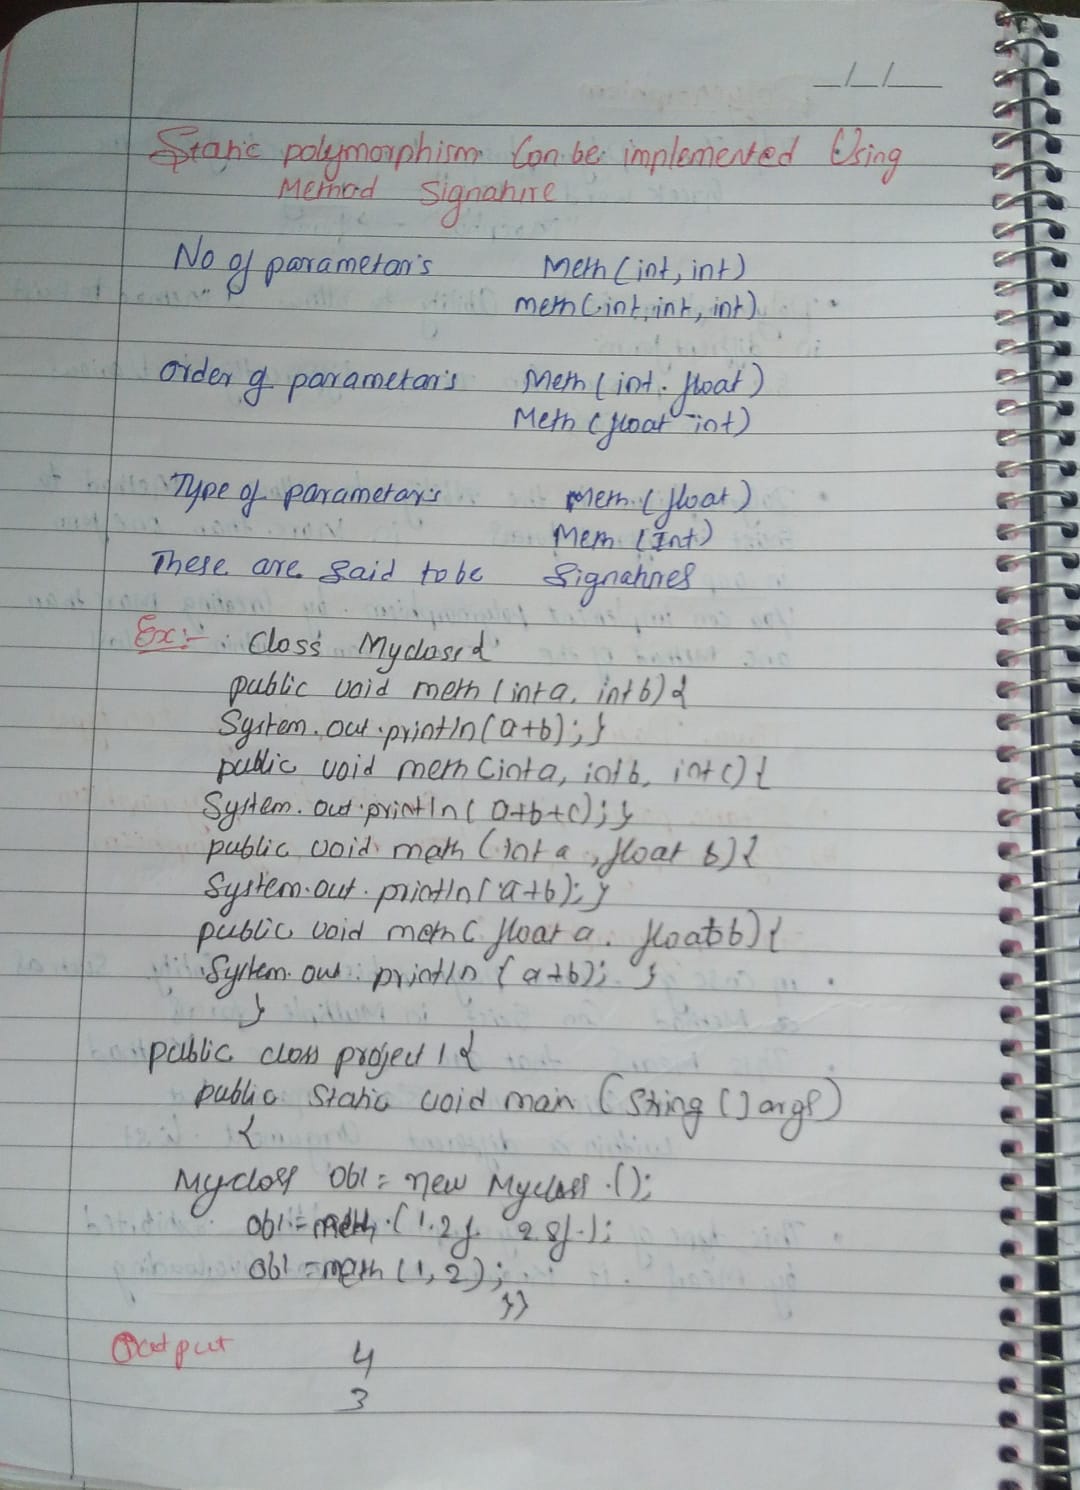 __/__/__
Static polymorphism Can be implemented Using
Method Signature
No of parametar's Meth (int, int)
meth (int, int, int)
Order of parametar's Meth (int. float)
Meth (float int)
Type of parametar's Meth (float)
Meth (Int)
These are said to be Signatures
Ex:- Class Myclass {
public void meth (int a, int b) {
System.out.println (a+b); }
public void meth (int a, int b, int c) {
System.out.println ( a+b+c); }
public void math (int a, float b) {
System.out.println (a+b); }
public void meth ( float a. float b) {
System.out.println (a+b); }
}
public class project 1 {
public Static void main (String [] args)
{
Myclass Ob1 = new Myclass .();
Ob1 = meth.( 1.2f. 2.8f.);
Ob1 = meth (1, 2);
}}
Output
4
3